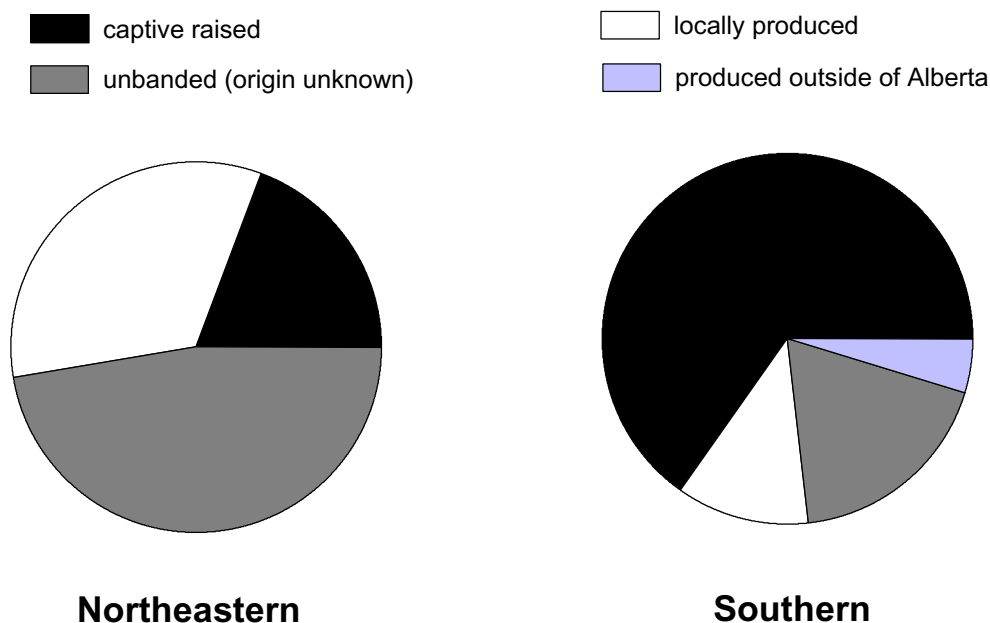 captive raised
unbanded (origin unknown)
locally produced
produced outside of Alberta
Northeastern
Southern